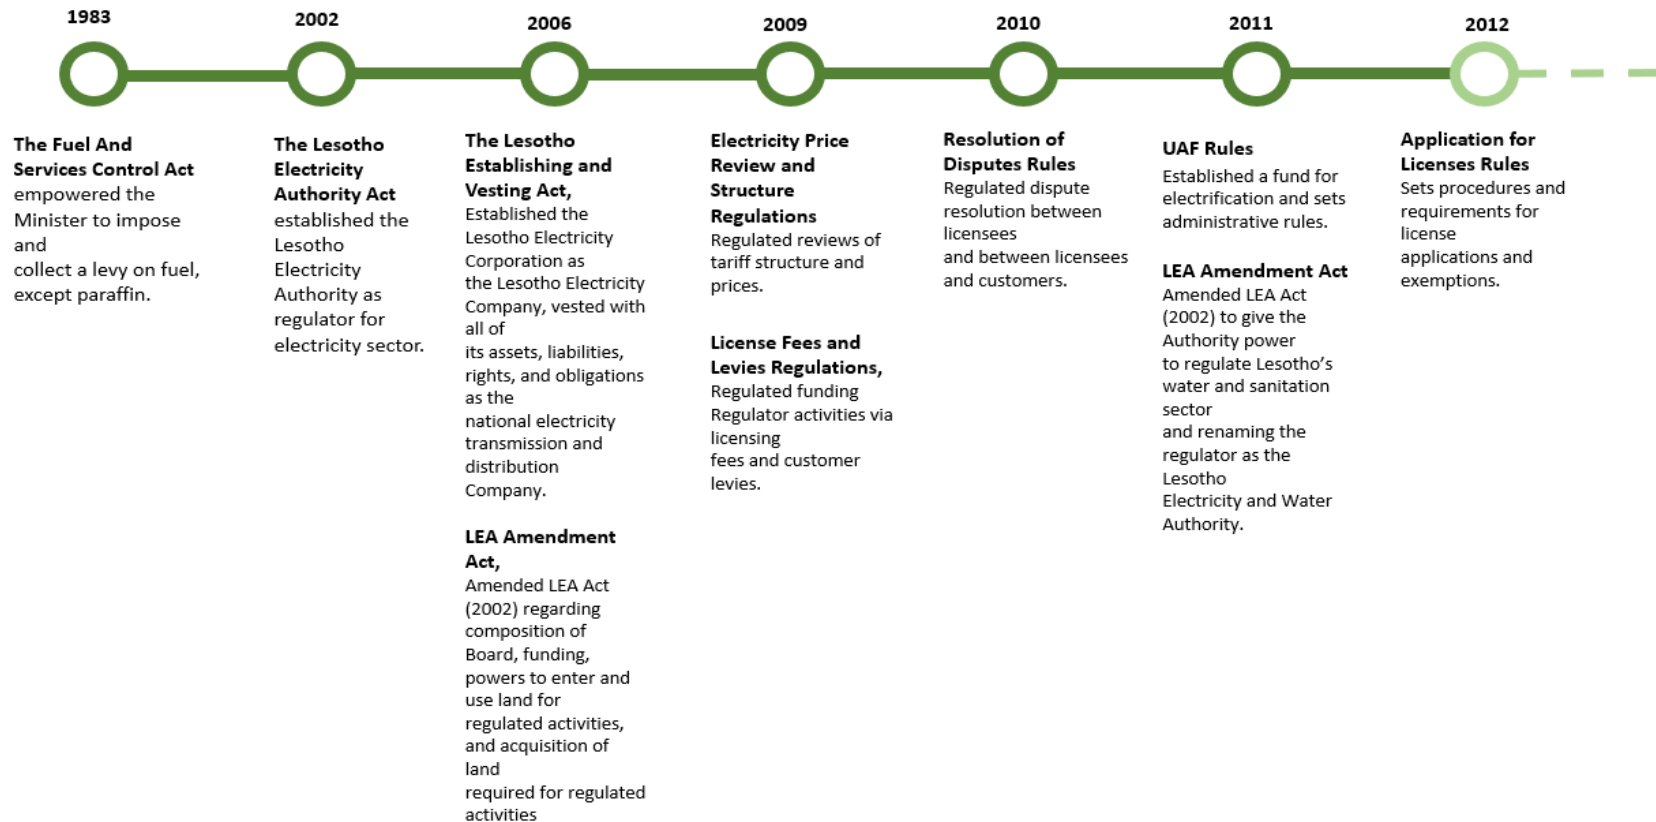 1983
2002
2006
2009
2010
2011
2012
The Fuel And
Services Control Act
empowered the
Minister to impose
and
collect a levy on fuel,
except paraffin.
The Lesotho
Electricity
Authority Act
established the
Lesotho
Electricity
Authority as
regulator for
electricity sector.
The Lesotho
Establishing and
Vesting Act,
Established the
Lesotho Electricity
Corporation as
the Lesotho Electricity
Company, vested with
all of
its assets, liabilities,
rights, and obligations
as the
national electricity
transmission and
distribution
Company.
LEA Amendment
Act,
Amended LEA Act
(2002) regarding
composition of
Board, funding,
powers to enter and
use land for
regulated activities,
and acquisition of
land
required for regulated
activities
Electricity Price
Review and
Structure
Regulations
Regulated reviews of
tariff structure and
prices.
License Fees and
Levies Regulations,
Regulated funding
Regulator activities via
licensing
fees and customer
levies.
Resolution of
Disputes Rules
Regulated dispute
resolution between
licensees
and between licensees
and customers.
UAF Rules
Established a fund for
electrification and sets
administrative rules.
LEA Amendment Act
Amended LEA Act
(2002) to give the
Authority power
to regulate Lesotho’s
water and sanitation
sector
and renaming the
regulator as the
Lesotho
Electricity and Water
Authority.
Application for
Licenses Rules
Sets procedures and
requirements for
license
applications and
exemptions.